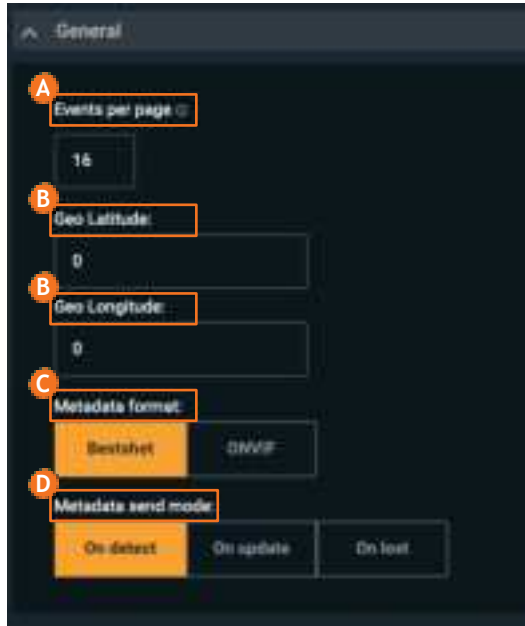 General
A
Events per page
16
B
Geo Latitude:
0
B
Geo Longitude:
0
C
Metadata format:
Bestshot ONVIF
D
Metadata send mode:
On detect On update On lost